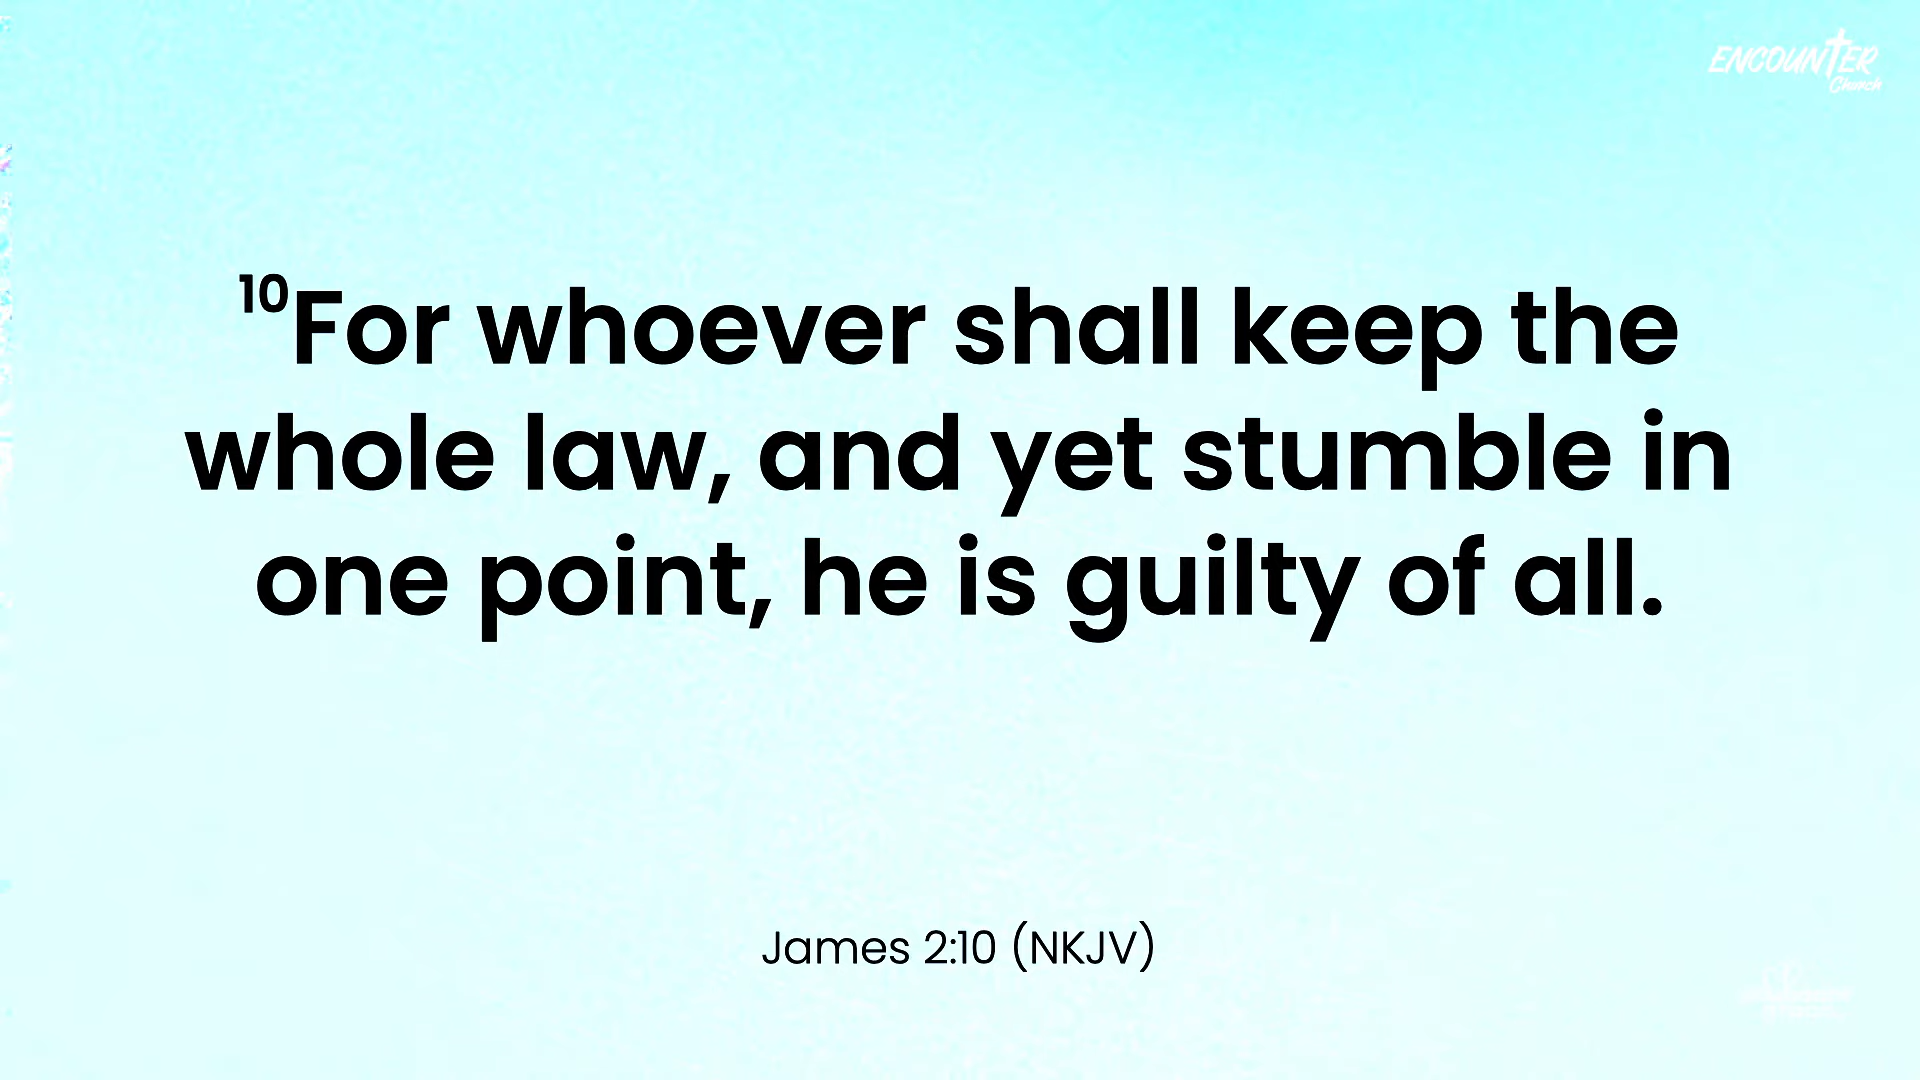 ENCOUNTER
Church
10For whoever shall keep the
whole law, and yet stumble in
one point, he is guilty of all.
James 2:10 (NKJV)